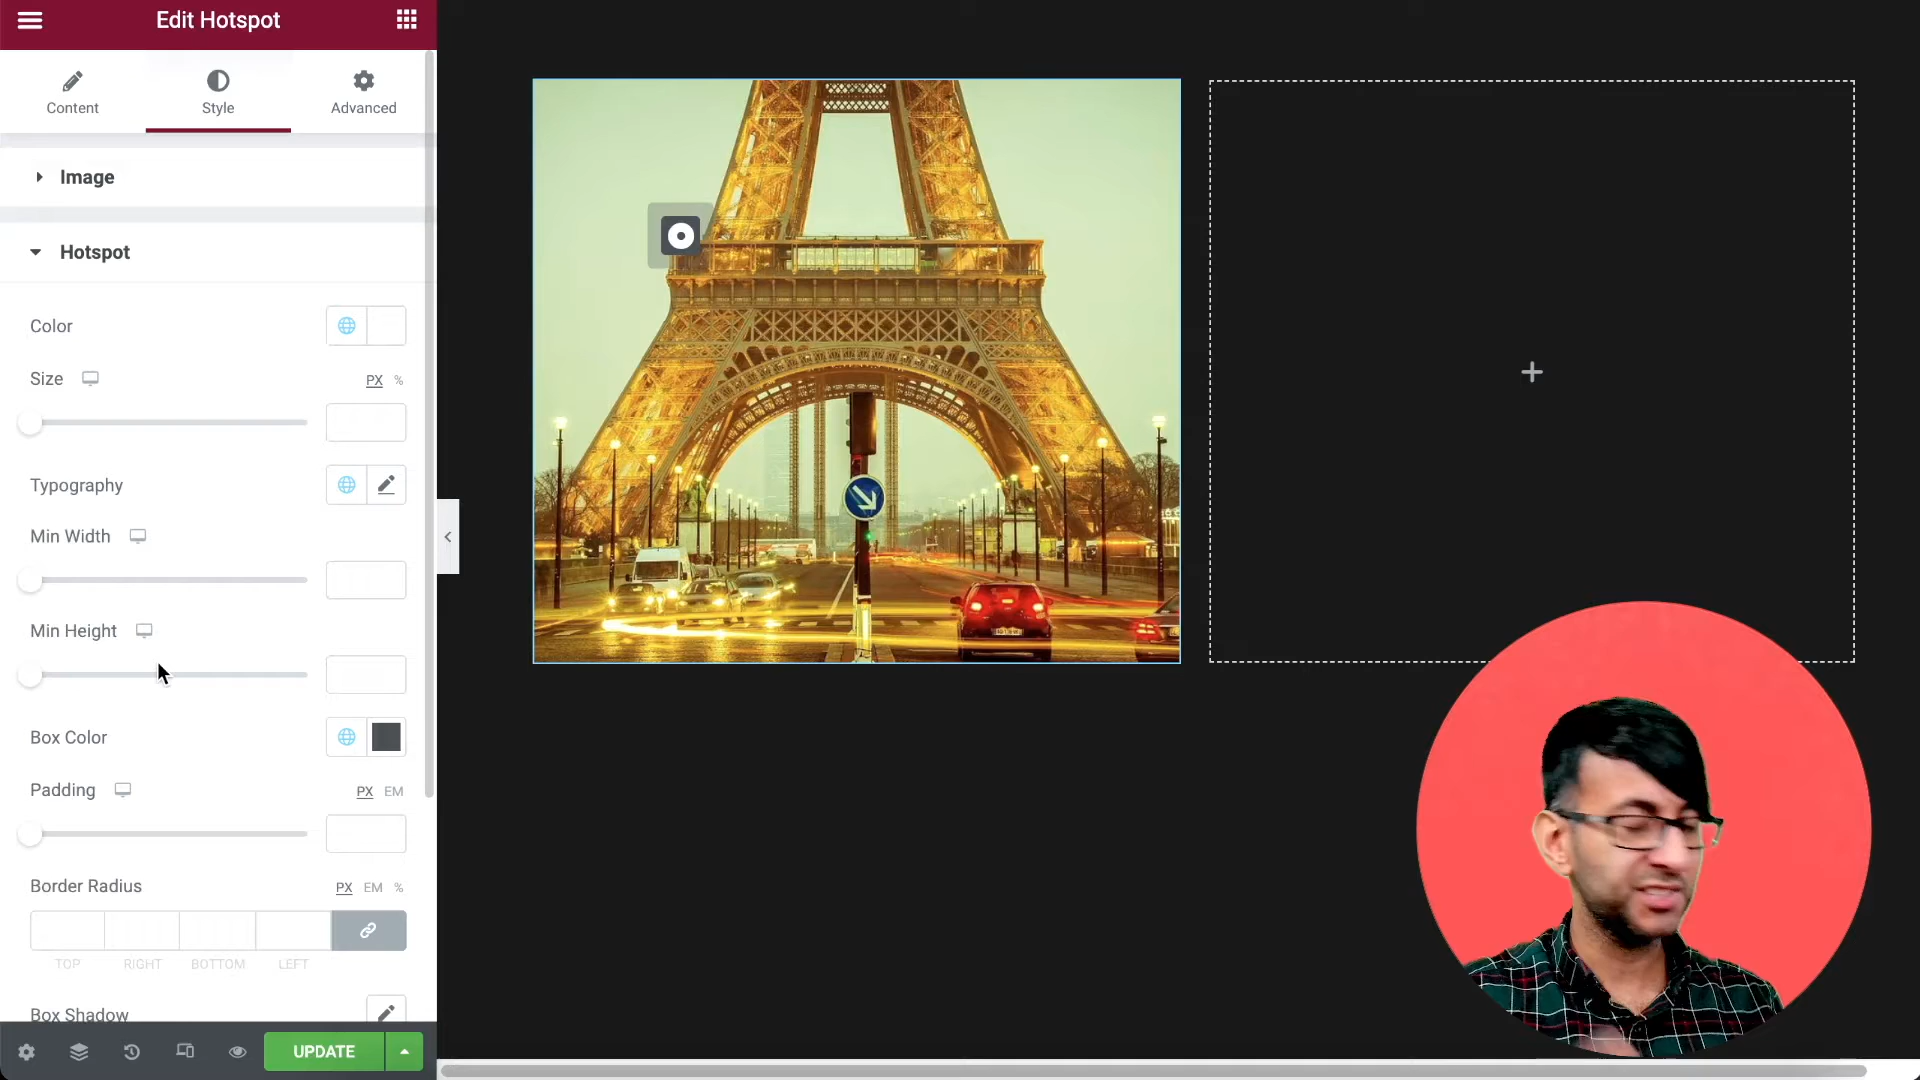 Edit Hotspot
Content
Style
Advanced
Image
Hotspot
Color
Size
PX %
Typography
Min Width
Min Height
Box Color
Padding
PX EM
Border Radius
PX EM %
TOP RIGHT BOTTOM LEFT
Box Shadow
UPDATE